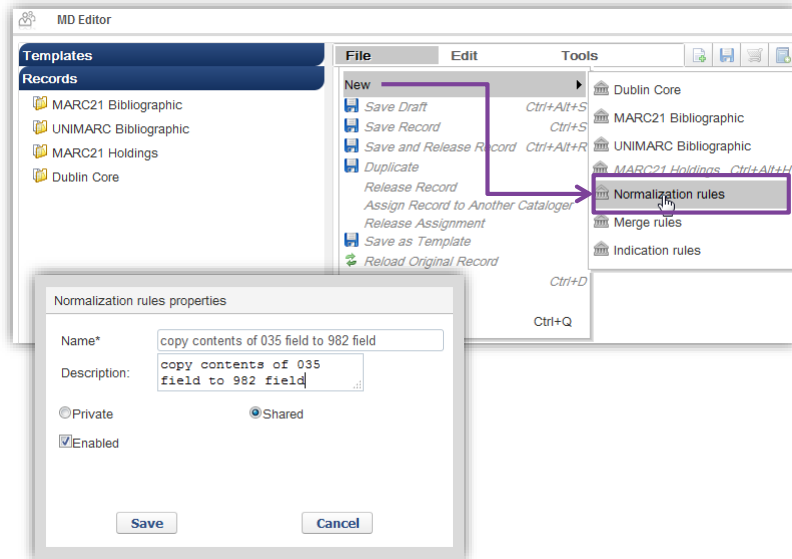 MD Editor
Templates
Records
MARC21 Bibliographic
UNIMARC Bibliographic
MARC21 Holdings
Dublin Core
File Edit Tools
New
Save Draft Ctrl+Alt+S
Save Record Ctrl+S
Save and Release Record Ctrl+Alt+R
Duplicate
Release Record
Assign Record to Another Cataloger
Release Assignment
Save as Template
Reload Original Record
Ctrl+D
Ctrl+Q
Dublin Core
MARC21 Bibliographic
UNIMARC Bibliographic
MARC21 Holdings Ctrl+Alt+H
Normalization rules
Merge rules
Indication rules
Normalization rules properties
Name* copy contents of 035 field to 982 field
Description: copy contents of 035
field to 982 field
Private Shared
Enabled
Save Cancel